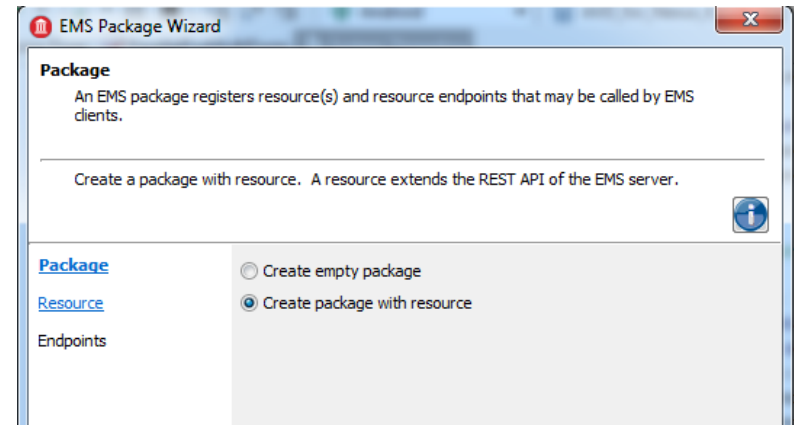 EMS Package Wizard
Package
An EMS package registers resource(s) and resource endpoints that may be called by EMS
clients.
Create a package with resource. A resource extends the REST API of the EMS server.
Package
Create empty package
Resource
Create package with resource
Endpoints